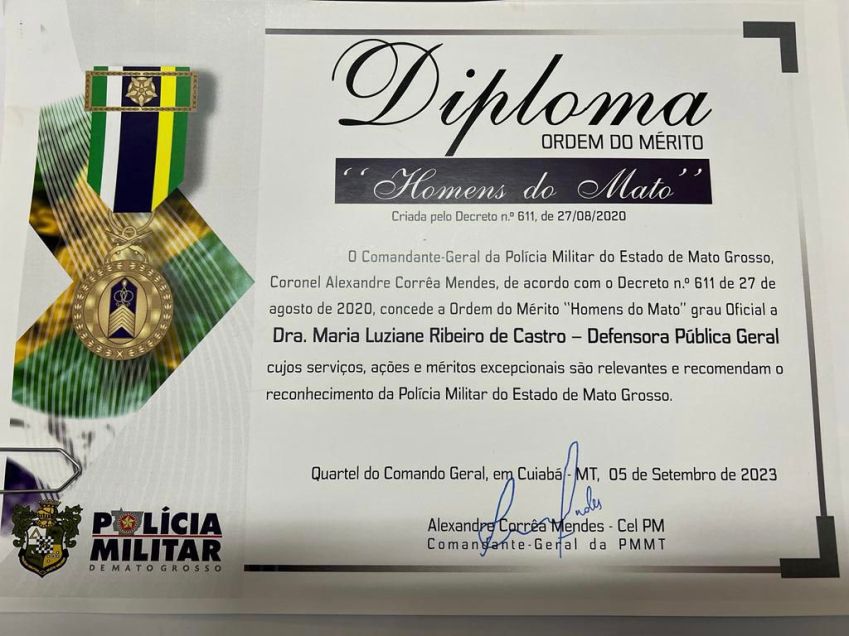 Diploma
ORDEM DO MÉRITO
"Homens do Mato"
Criada pelo Decreto n.º 611, de 27/08/2020
O Comandante-Geral da Polícia Militar do Estado de Mato Grosso,
Coronel Alexandre Corrêa Mendes, de acordo com o Decreto n.º 611 de 27 de
agosto de 2020, concede a Ordem do Mérito "Homens do Mato" grau Oficial a
Dra. Maria Luziane Ribeiro de Castro – Defensora Pública Geral
cujos serviços, ações e méritos excepcionais são relevantes e recomendam o
reconhecimento da Polícia Militar do Estado de Mato Grosso.
Quartel do Comando Geral, em Cuiabá - MT, 05 de Setembro de 2023
Alexandre Corrêa Mendes - Cel PM
Comandante-Geral da PMMT
POLÍCIA
MILITAR
DE MATO GROSSO